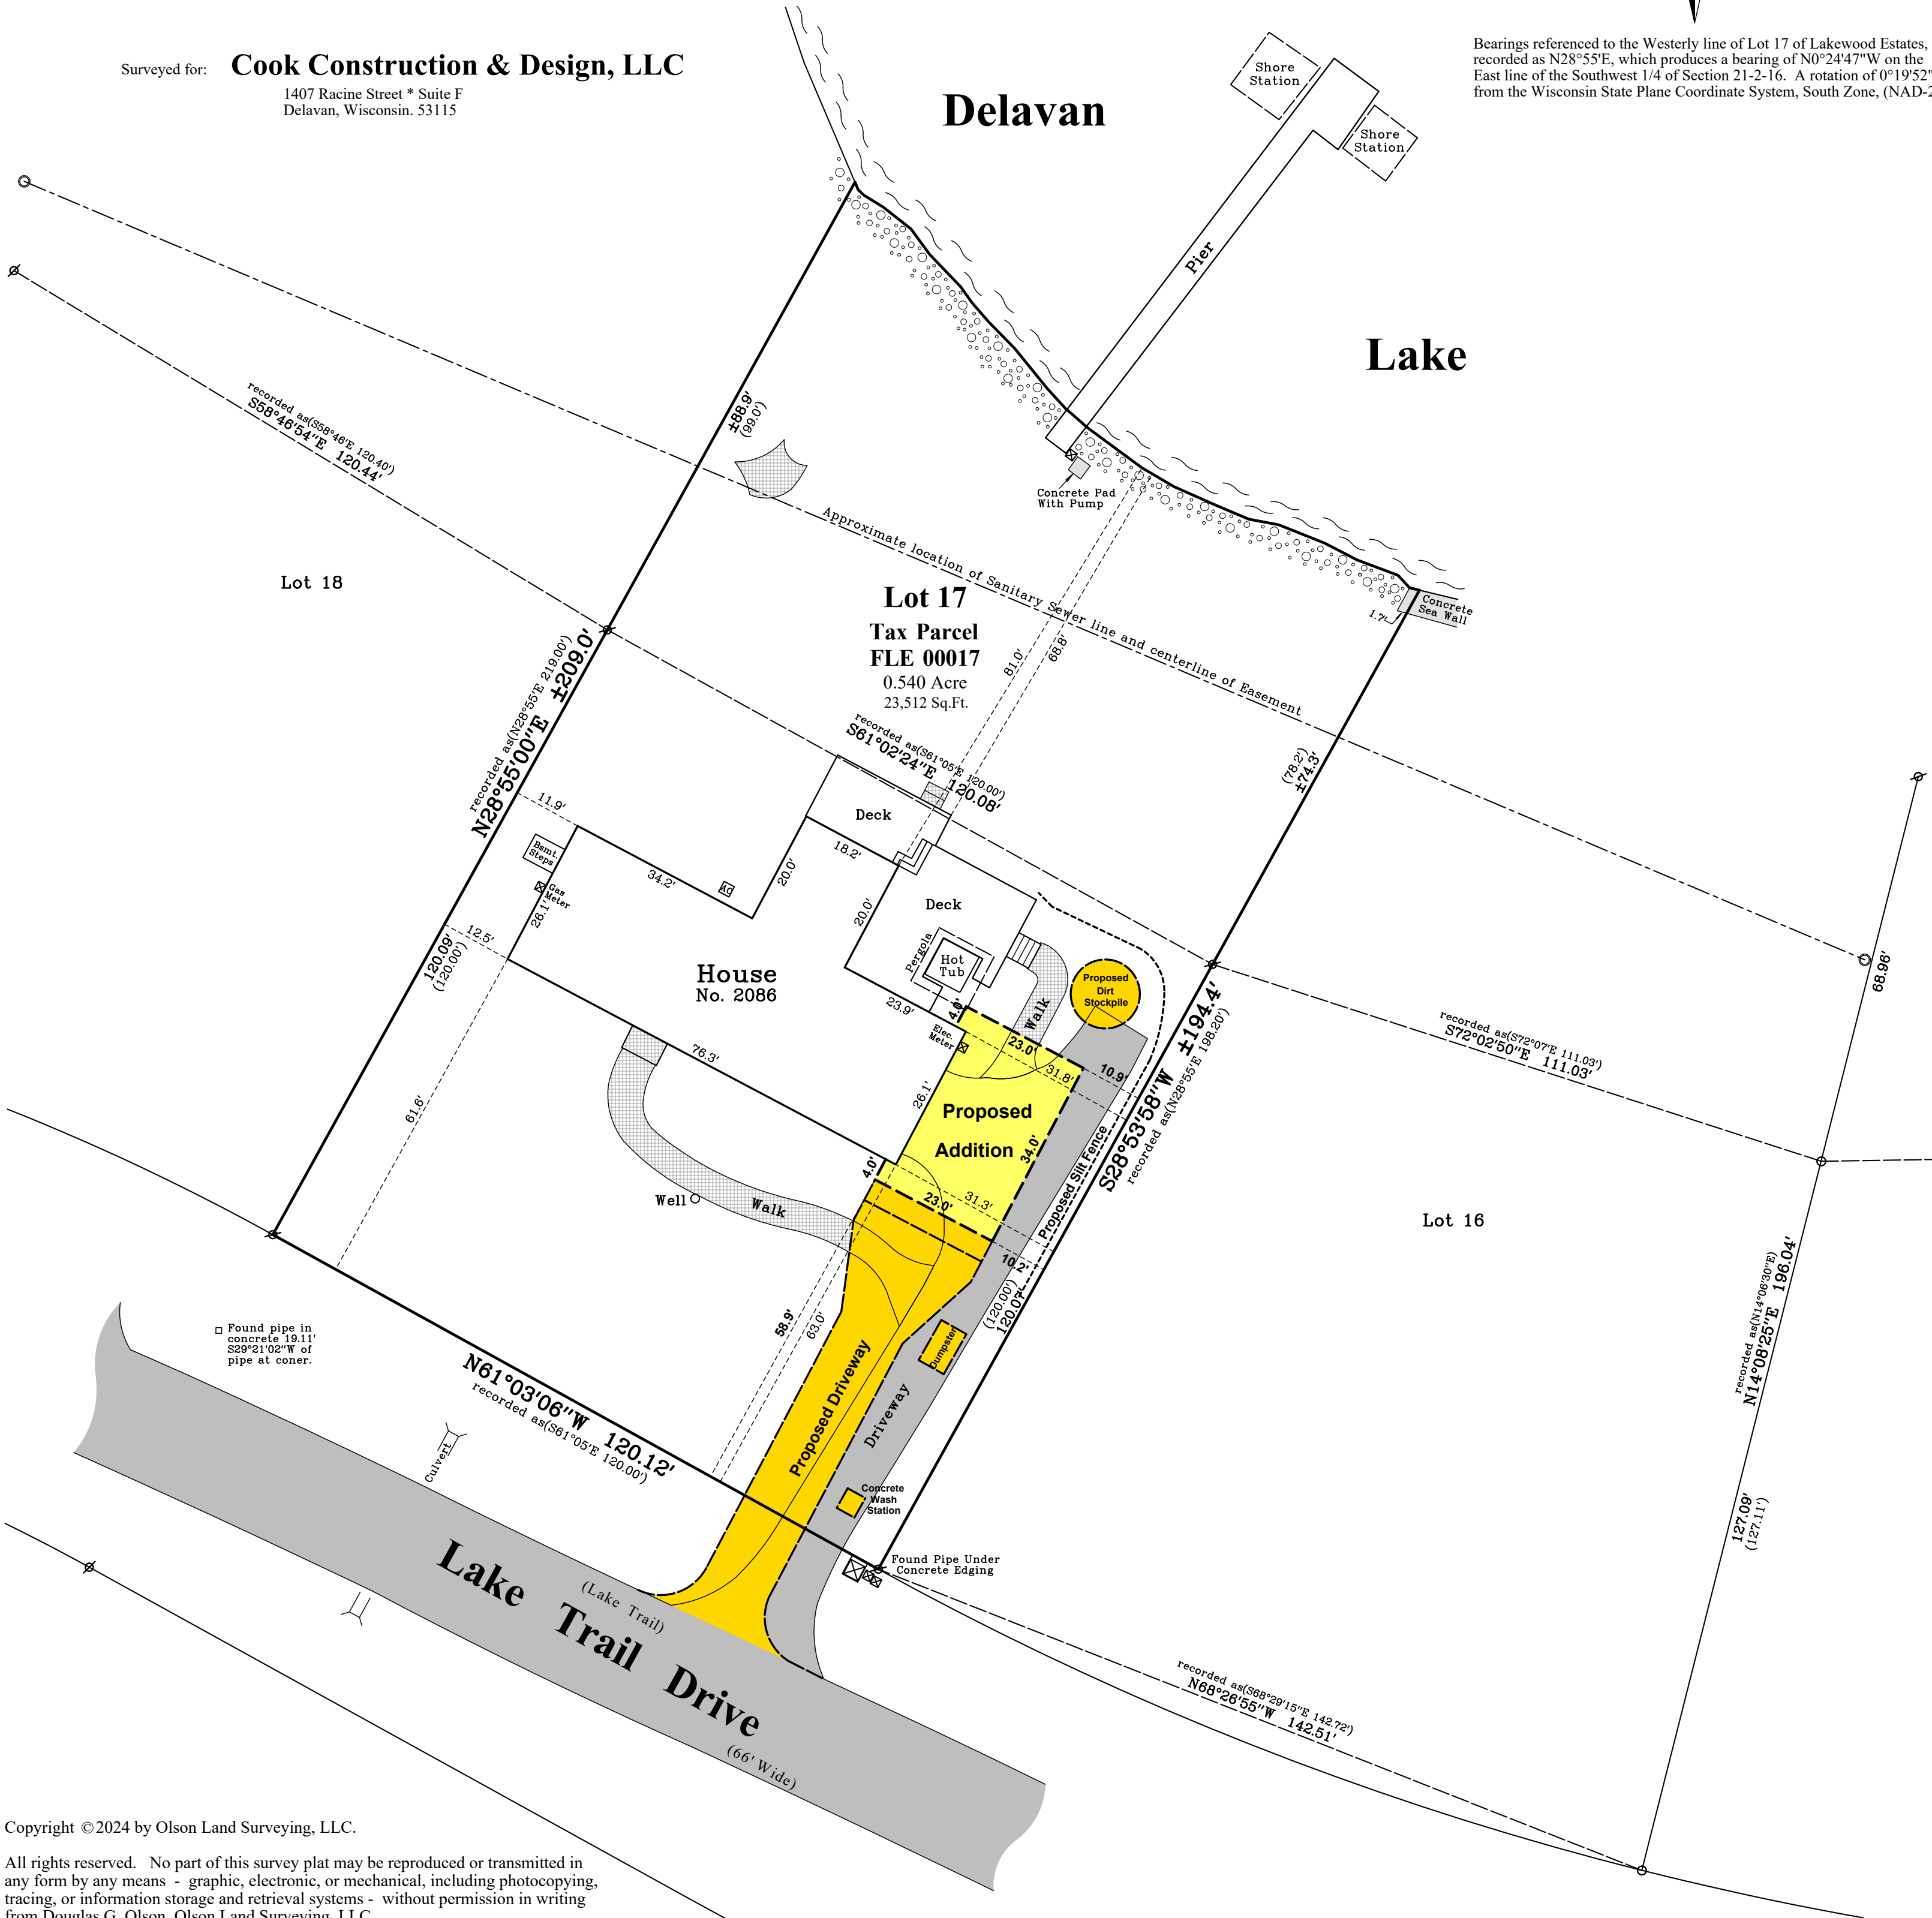 Surveyed for:
Cook Construction & Design, LLC
1407 Racine Street * Suite F
Delavan, Wisconsin. 53115
Bearings referenced to the Westerly line of Lot 17 of Lakewood Estates,
recorded as N28°55'E, which produces a bearing of N0°24'47"W on the
East line of the Southwest 1/4 of Section 21-2-16. A rotation of 0°19'52"
from the Wisconsin State Plane Coordinate System, South Zone, (NAD-2
Delavan
Lake
Shore
Station
Shore
Station
Pier
Concrete Pad
With Pump
Concrete
Sea Wall
1.7'
±88.9'
(99.0')
recorded as(S58°46'E 120.40')
S58°46'54"E 120.44'
Lot 18
Approximate location of Sanitary Sewer line and centerline of Easement
Lot 17
Tax Parcel
FLE 00017
0.540 Acre
23,512 Sq.Ft.
81.0'
68.8'
recorded as(S61°05'E 120.00')
S61°02'24"E 120.08'
(78.2')
±74.3'
recorded as(N28°55'E 219.00')
N28°55'00"E ±209.0'
11.9'
Bsmt.
Steps
Gas
Meter
26.1'
34.2'
AC
20.0'
Deck
18.2'
20.0'
Deck
Pergola
Hot
Tub
12.5'
120.09'
(120.00')
House
No. 2086
23.9'
4.0'
Elec.
Meter
Walk
Proposed
Dirt
Stockpile
23.0'
31.8'
10.9'
76.3'
26.1'
Proposed
Addition
34.0'
Proposed Silt Fence
S28°53'58"W ±194.4'
recorded as(N28°55'E 198.20')
61.6'
4.0'
31.3'
23.0'
10.2'
(120.00')
120.07'
Well
Walk
58.9'
63.0'
Dumpster
Proposed Driveway
Driveway
Concrete
Wash
Station
Found Pipe Under
Concrete Edging
Found pipe in
concrete 19.11'
S29°21'02"W of
pipe at coner.
Culvert
N61°03'06"W 120.12'
recorded as(S61°05'E 120.00')
Lake Trail Drive
(Lake Trail)
(66' Wide)
recorded as(S72°07'E 111.03')
S72°02'50"E 111.03'
68.96'
Lot 16
recorded as(N14°06'30"E)
N14°08'25"E 196.04'
127.09'
(127.11')
recorded as(S68°29'15"E 142.72')
N68°26'55"W 142.51'
Copyright ©2024 by Olson Land Surveying, LLC.
All rights reserved. No part of this survey plat may be reproduced or transmitted in
any form by any means - graphic, electronic, or mechanical, including photocopying,
tracing, or information storage and retrieval systems - without permission in writing
from Douglas G. Olson, Olson Land Surveying, LLC